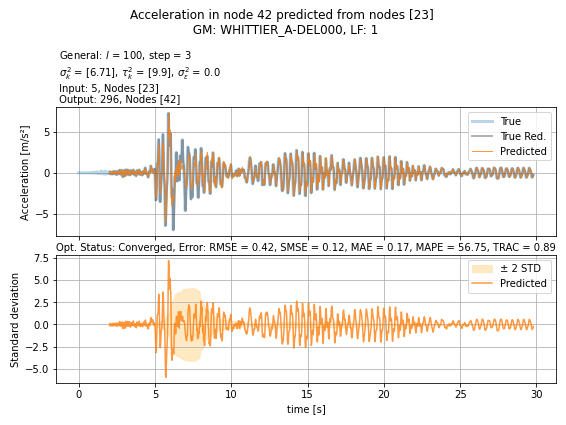 Acceleration in node 42 predicted from nodes [23]
GM: WHITTIER_A-DEL000, LF: 1
General: l = 100, step = 3
σ²ₖ = [6.71], τ²ₖ = [9.9], σ²ε = 0.0
Input: 5, Nodes [23]
Output: 296, Nodes [42]
Acceleration [m/s²]
5
0
−5
True
True Red.
Predicted
Opt. Status: Converged, Error: RMSE = 0.42, SMSE = 0.12, MAE = 0.17, MAPE = 56.75, TRAC = 0.89
Standard deviation
7.5
5.0
2.5
0.0
−2.5
−5.0
± 2 STD
Predicted
0 5 10 15 20 25 30
time [s]